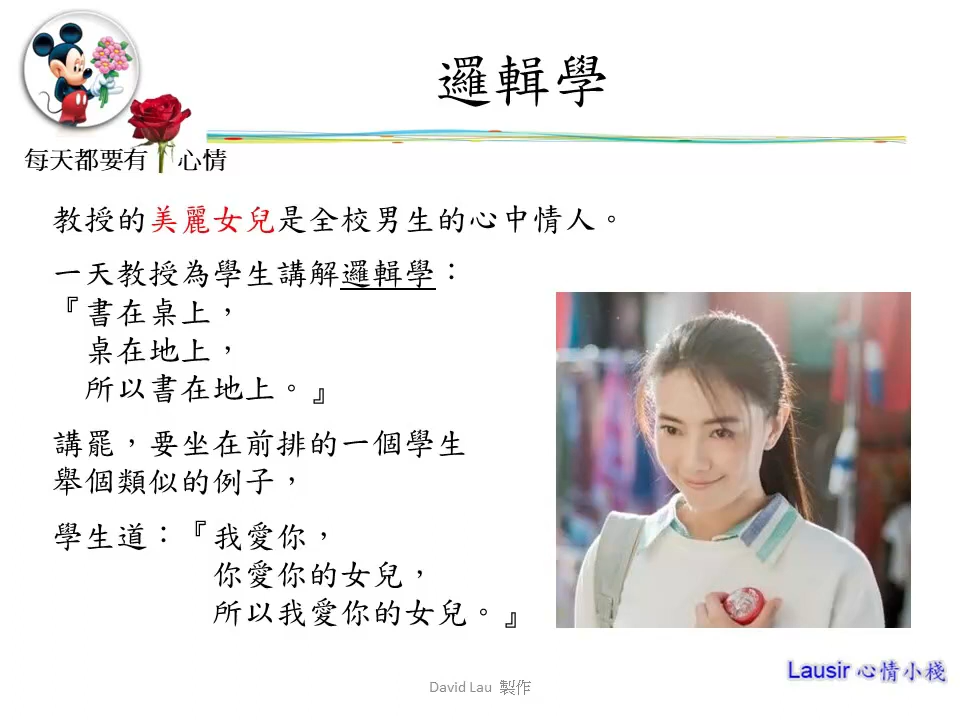 邏輯學
每天都要有 心情
教授的美麗女兒是全校男生的心中情人。
一天教授為學生講解邏輯學：
『書在桌上，
桌在地上，
所以書在地上。』
講罷，要坐在前排的一個學生
舉個類似的例子，
學生道：『我愛你，
你愛你的女兒，
所以我愛你的女兒。』
Lausir 心情小棧
David Lau 製作